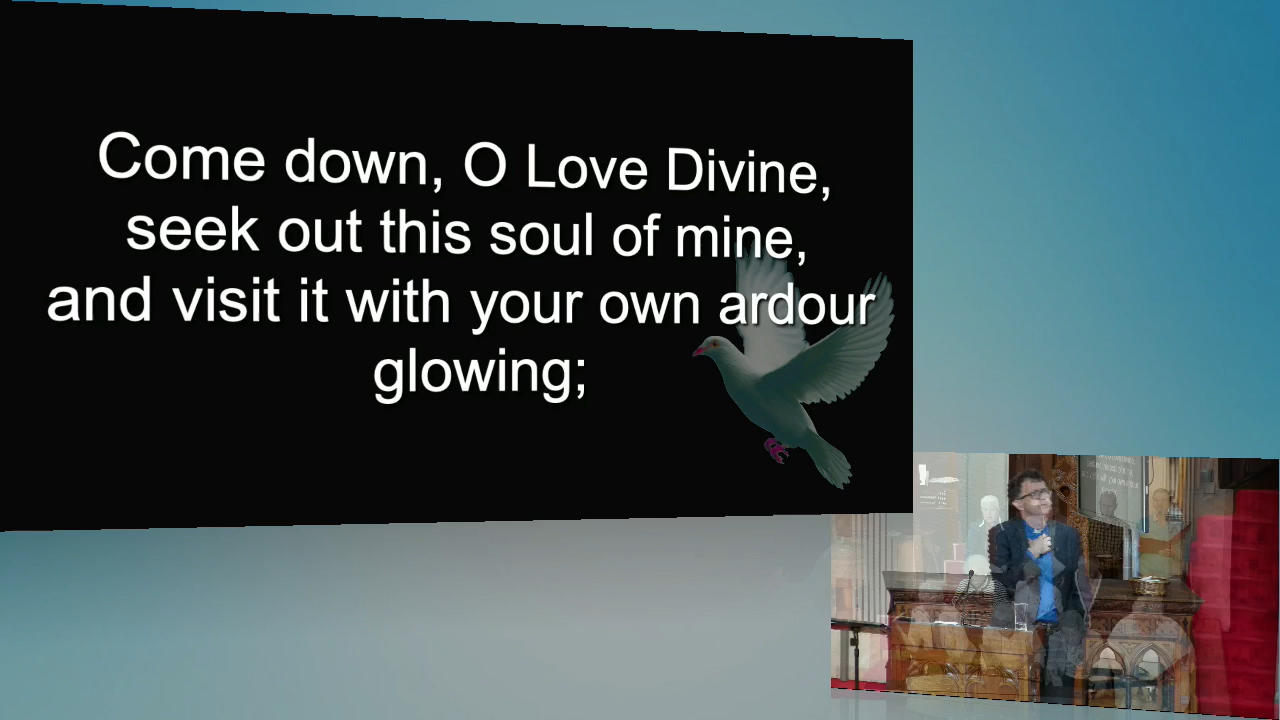 Come down, O Love Divine,
seek out this soul of mine,
and visit it with your own ardour
glowing;